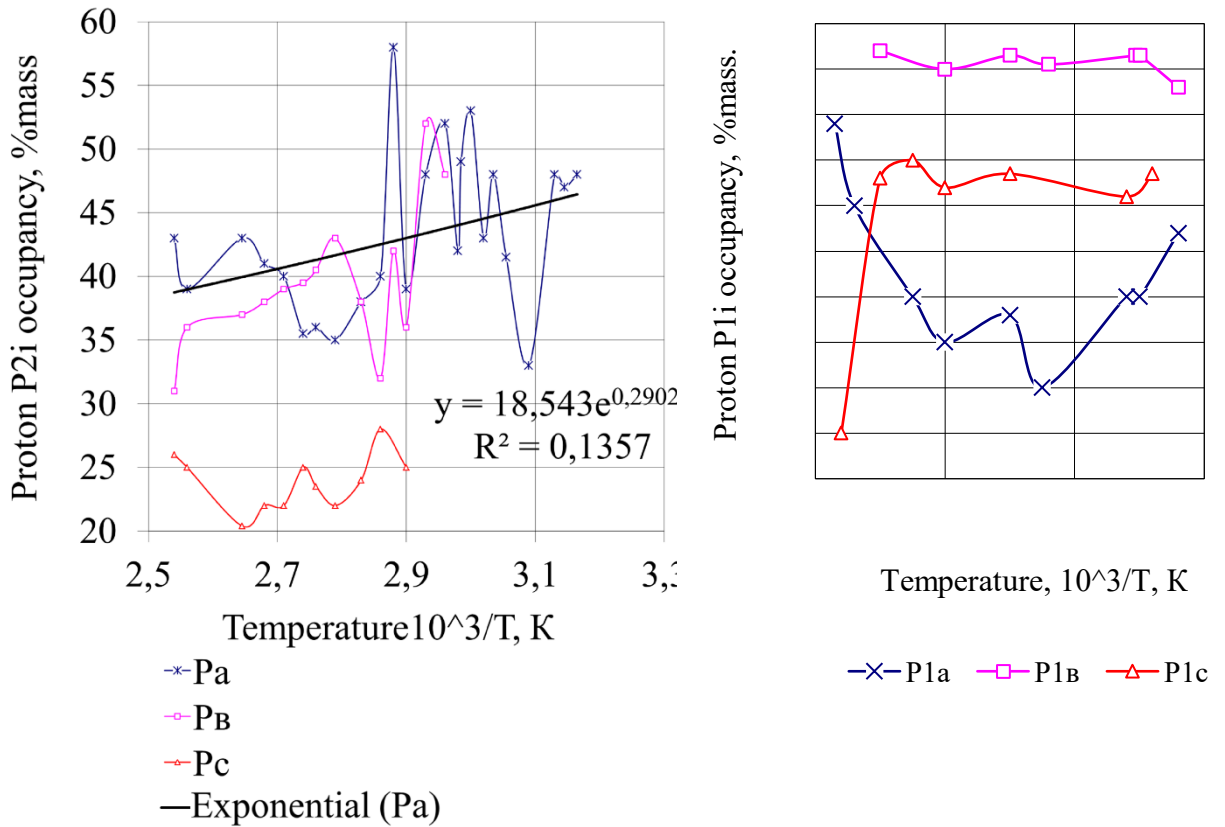 Proton P2i occupancy, %mass
60
55
50
45
40
35
30
25
20
2,5
2,7
2,9
3,1
3,3
y = 18,543e^0,2902
R² = 0,1357
Temperature10^3/T, K
Pa
Pв
Pc
Exponential (Pa)
Proton P1i occupancy, %mass.
Temperature, 10^3/T, K
P1a P1в P1c